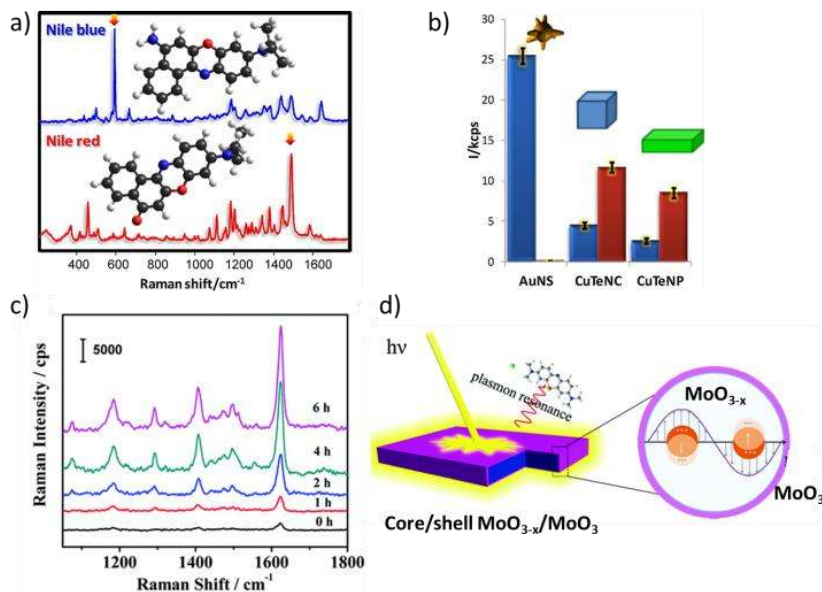 a)
Nile blue
Nile red
400 600 800 1000 1200 1400 1600
Raman shift/cm⁻¹
b)
I/kcps
30
25
20
15
10
5
0
AuNS CuTeNC CuTeNP
c)
Raman Intensity / cps
5000
6 h
4 h
2 h
1 h
0 h
1200 1400 1600 1800
Raman Shift / cm⁻¹
d)
hν
plasmon resonance
MoO₃₋ₓ
MoO₃
Core/shell MoO₃₋ₓ/MoO₃